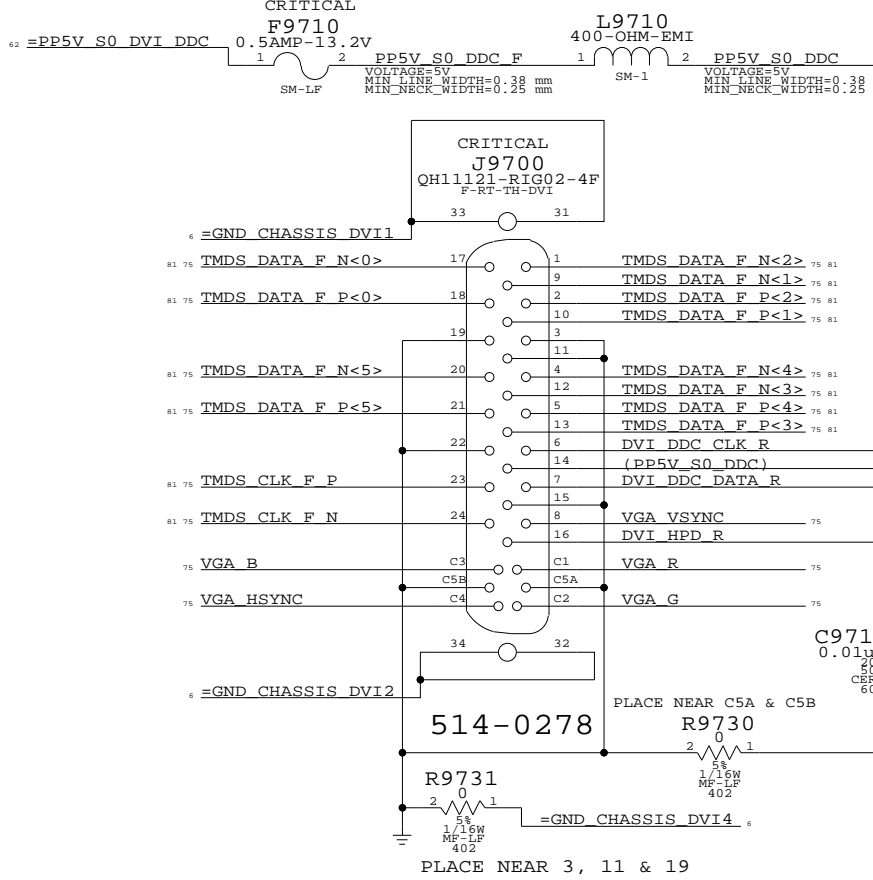 CRITICAL
F9710
0.5AMP-13.2V
62 =PP5V_S0_DVI_DDC
1 2 PP5V_S0_DDC_F
SM-LF
VOLTAGE=5V
MIN_LINE_WIDTH=0.38 mm
MIN_NECK_WIDTH=0.25 mm
L9710
400-OHM-EMI
1 2 PP5V_S0_DDC
SM-1
VOLTAGE=5V
MIN_LINE_WIDTH=0.38
MIN_NECK_WIDTH=0.25
CRITICAL
J9700
QH11121-RIG02-4F
F-RT-TH-DVI
33 31
6 =GND_CHASSIS_DVI1
81 75 TMDS_DATA_F_N<0> 17 1 TMDS_DATA_F_N<2> 75 81
9 TMDS_DATA_F_N<1> 75 81
81 75 TMDS_DATA_F_P<0> 18 2 TMDS_DATA_F_P<2> 75 81
10 TMDS_DATA_F_P<1> 75 81
19 3
11
81 75 TMDS_DATA_F_N<5> 20 4 TMDS_DATA_F_N<4> 75 81
12 TMDS_DATA_F_N<3> 75 81
81 75 TMDS_DATA_F_P<5> 21 5 TMDS_DATA_F_P<4> 75 81
13 TMDS_DATA_F_P<3> 75 81
22 6 DVI_DDC_CLK_R
14 (PP5V_S0_DDC)
81 75 TMDS_CLK_F_P 23 7 DVI_DDC_DATA_R
15
81 75 TMDS_CLK_F_N 24 8 VGA_VSYNC 75
16 DVI_HPD_R
75 VGA_B C3 C1 VGA_R 75
C5B C5A
75 VGA_HSYNC C4 C2 VGA_G 75
34 32
6 =GND_CHASSIS_DVI2
514-0278
C971
0.01u
20
50
CER
60
PLACE NEAR C5A & C5B
R9730
0
2 1
5%
1/16W
MF-LF
402
R9731
0
2 1
5%
1/16W
MF-LF
402
=GND_CHASSIS_DVI4 6
PLACE NEAR 3, 11 & 19